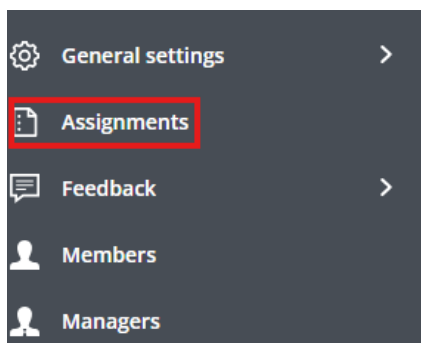 General settings
Assignments
Feedback
Members
Managers